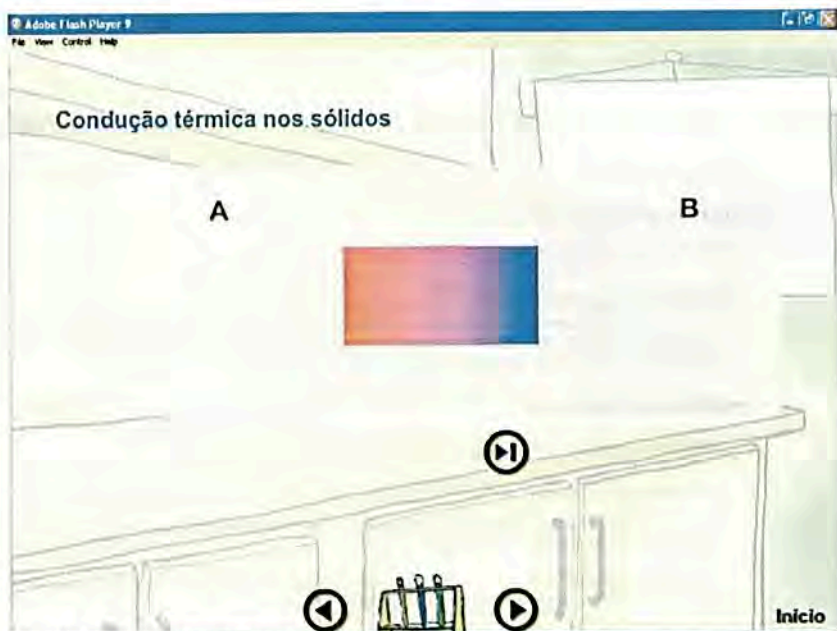 Adobe Flash Player 9
File View Control Help
Condução térmica nos sólidos
A
B
Início